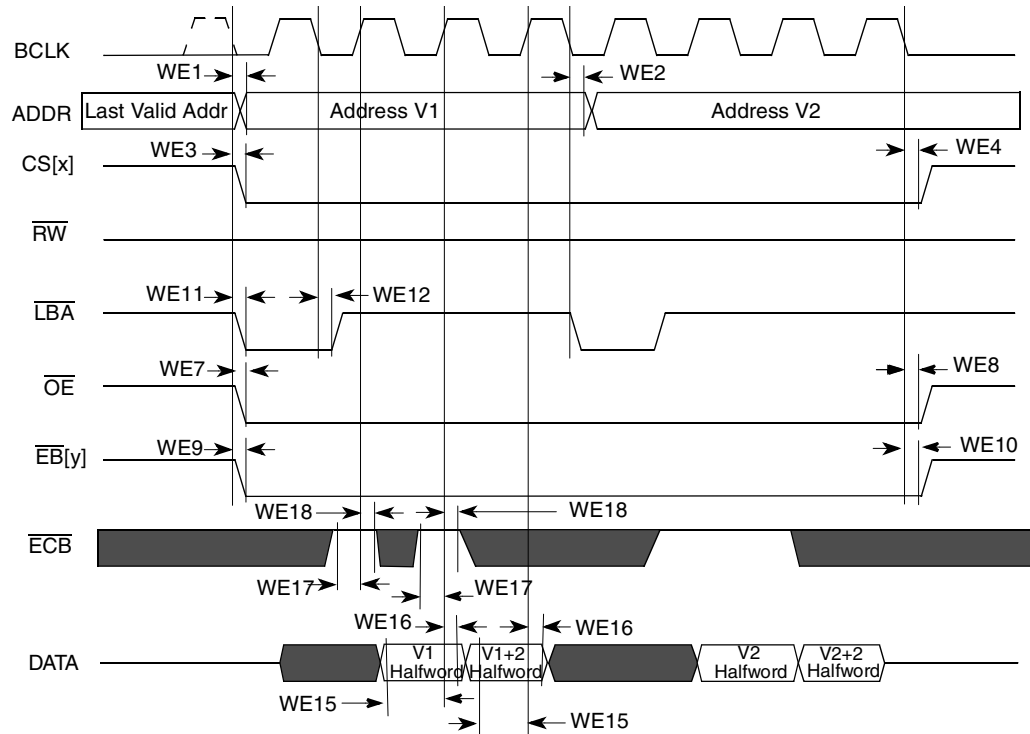 BCLK
WE1
WE2
ADDR
Last Valid Addr
Address V1
Address V2
WE3
WE4
CS[x]
RW
WE11
WE12
LBA
WE7
WE8
OE
WE9
WE10
EB[y]
WE18
WE18
ECB
WE17
WE17
WE16
WE16
DATA
V1
Halfword
V1+2
Halfword
V2
Halfword
V2+2
Halfword
WE15
WE15